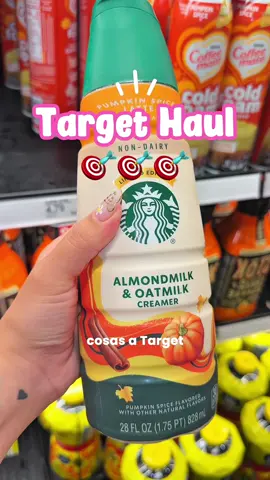 PUMPKIN SPICE
LATTE
Target Haul
NON-DAIRY
ALMONDMILK
& OATMILK
CREAMER
cosas a Target
PUMPKIN SPICE FLAVORED
WITH OTHER NATURAL FLAVORS
28 FL OZ (1.75 PT) 828 mL
Coffee
mate
cold
foam